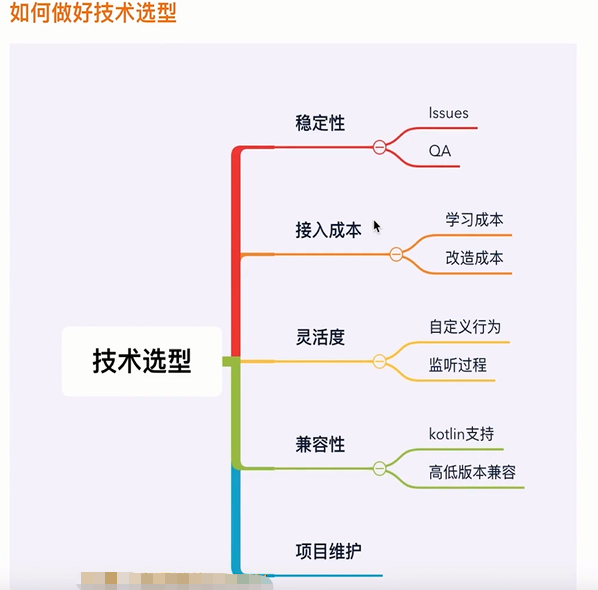 如何做好技术选型
稳定性
Issues
QA
接入成本
学习成本
改造成本
灵活度
自定义行为
监听过程
技术选型
兼容性
kotlin支持
高低版本兼容
项目维护